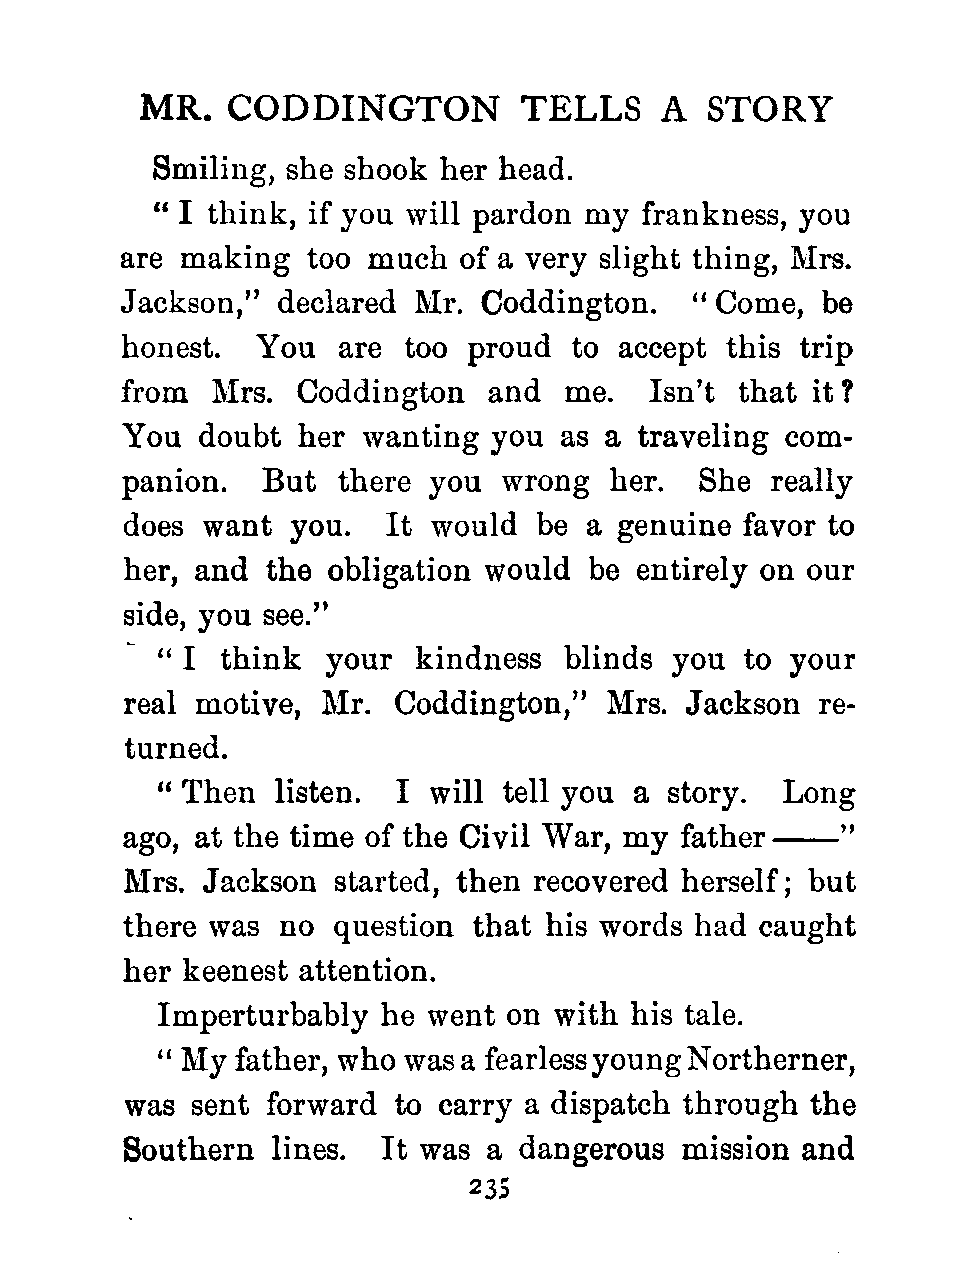 MR. CODDINGTON TELLS A STORY
Smiling, she shook her head.
“I think, if you will pardon my frankness, you
are making too much of a very slight thing, Mrs.
Jackson,” declared Mr. Coddington. “Come, be
honest. You are too proud to accept this trip
from Mrs. Coddington and me. Isn’t that it?
You doubt her wanting you as a traveling com-
panion. But there you wrong her. She really
does want you. It would be a genuine favor to
her, and the obligation would be entirely on our
side, you see.”
“I think your kindness blinds you to your
real motive, Mr. Coddington,” Mrs. Jackson re-
turned.
“Then listen. I will tell you a story. Long
ago, at the time of the Civil War, my father——”
Mrs. Jackson started, then recovered herself; but
there was no question that his words had caught
her keenest attention.
Imperturbably he went on with his tale.
“My father, who was a fearless young Northerner,
was sent forward to carry a dispatch through the
Southern lines. It was a dangerous mission and
235